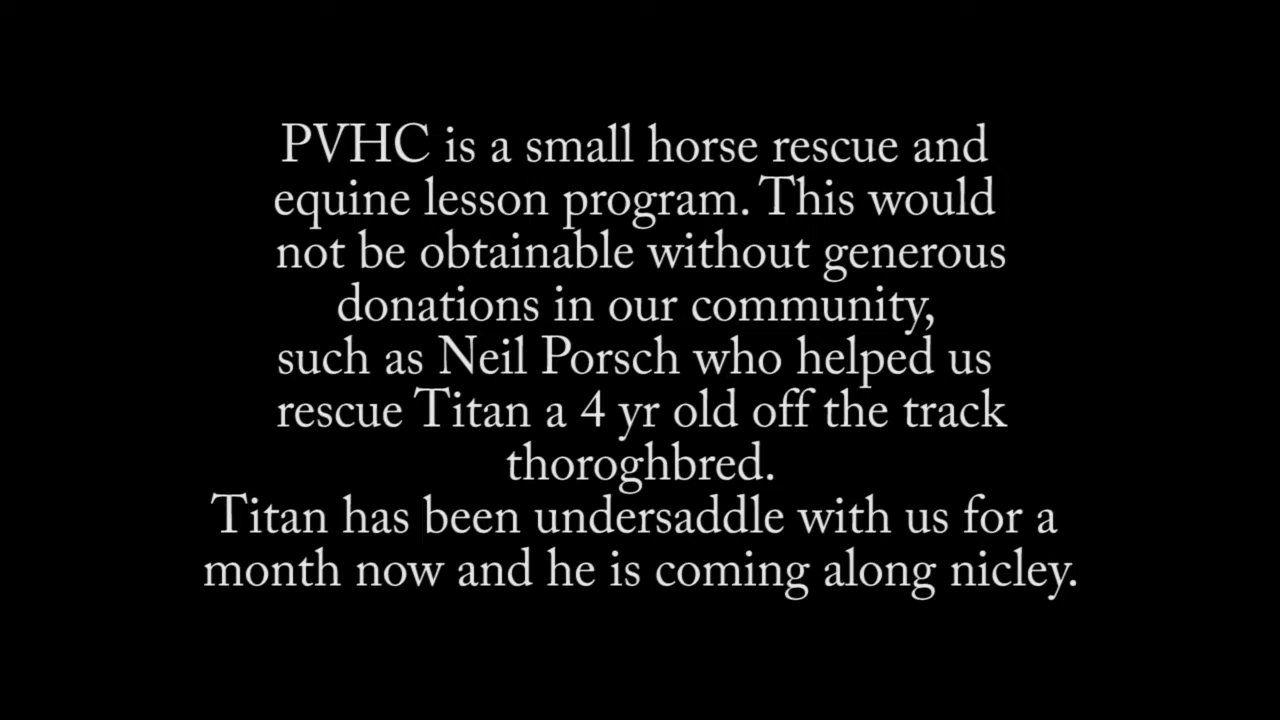 PVHC is a small horse rescue and
equine lesson program. This would
not be obtainable without generous
donations in our community,
such as Neil Porsch who helped us
rescue Titan a 4 yr old off the track
thoroghbred.
Titan has been undersaddle with us for a
month now and he is coming along nicley.